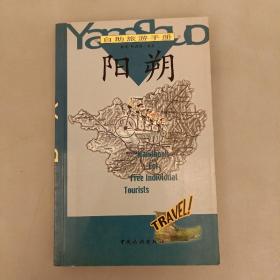 YangShuo
自助旅游手册
阳朔
Handbook
For
Free Individual
Tourists
TRAVEL!